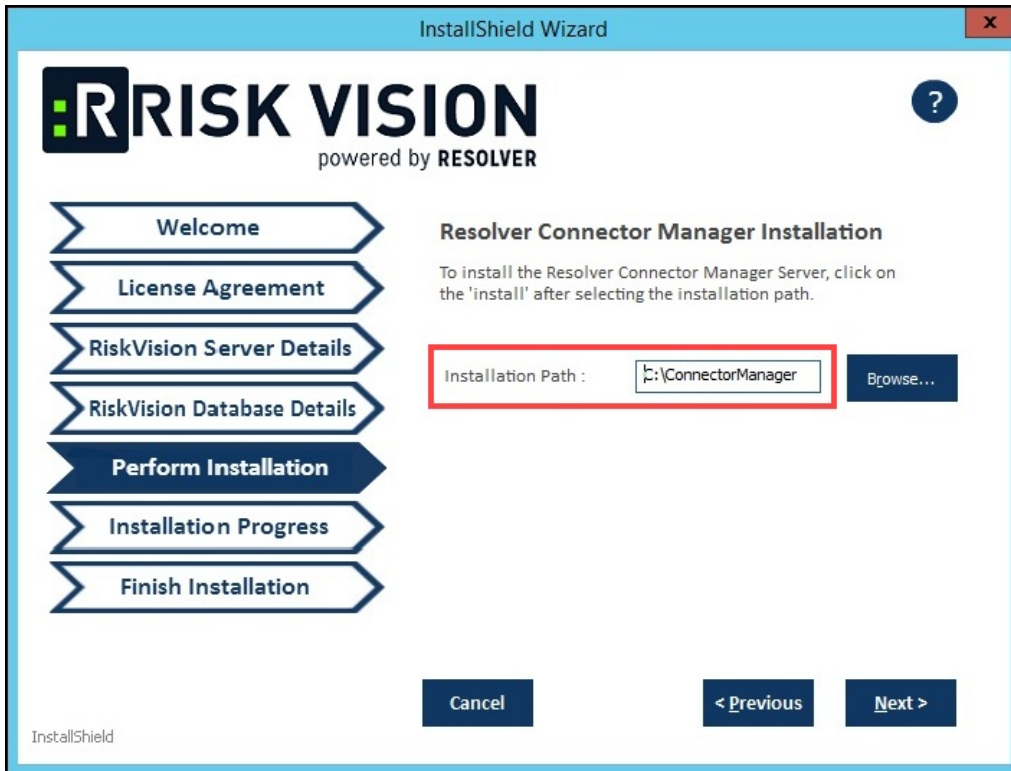 InstallShield Wizard
x
:R RISK VISION
powered by RESOLVER
?
Welcome
License Agreement
RiskVision Server Details
RiskVision Database Details
Perform Installation
Installation Progress
Finish Installation
Resolver Connector Manager Installation
To install the Resolver Connector Manager Server, click on
the 'install' after selecting the installation path.
Installation Path :
C:\ConnectorManager
Browse...
Cancel
< Previous
Next >
InstallShield